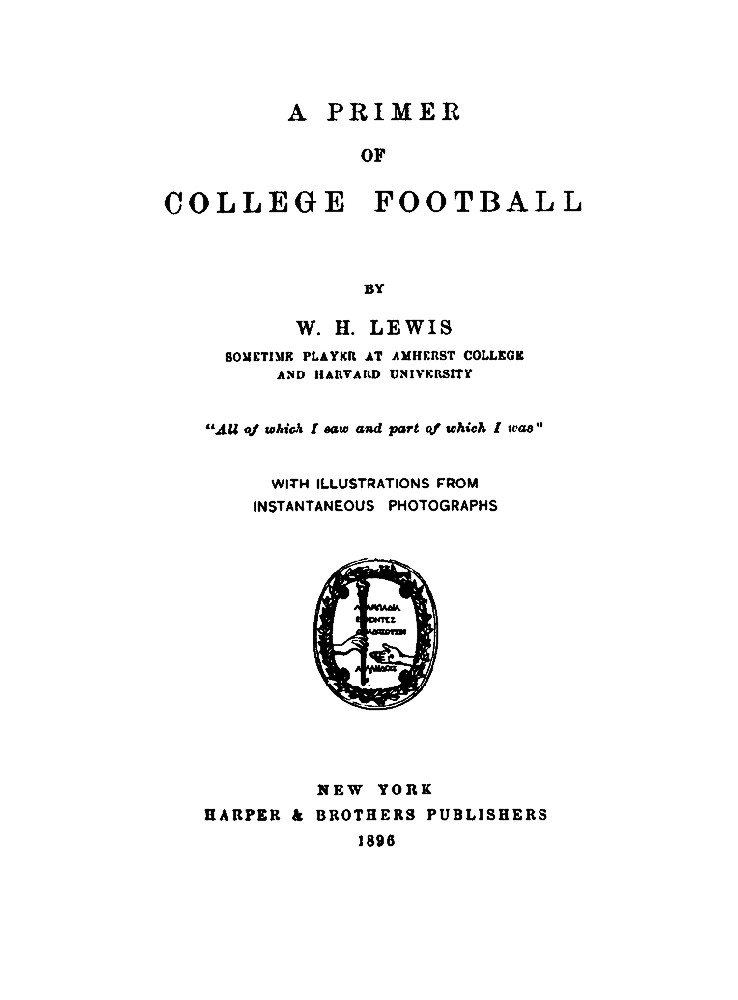 A PRIMER
OF
COLLEGE FOOTBALL
BY
W. H. LEWIS
SOMETIME PLAYER AT AMHERST COLLEGE
AND HARVARD UNIVERSITY
"All of which I saw and part of which I was"
WITH ILLUSTRATIONS FROM
INSTANTANEOUS PHOTOGRAPHS
NEW YORK
HARPER & BROTHERS PUBLISHERS
1896